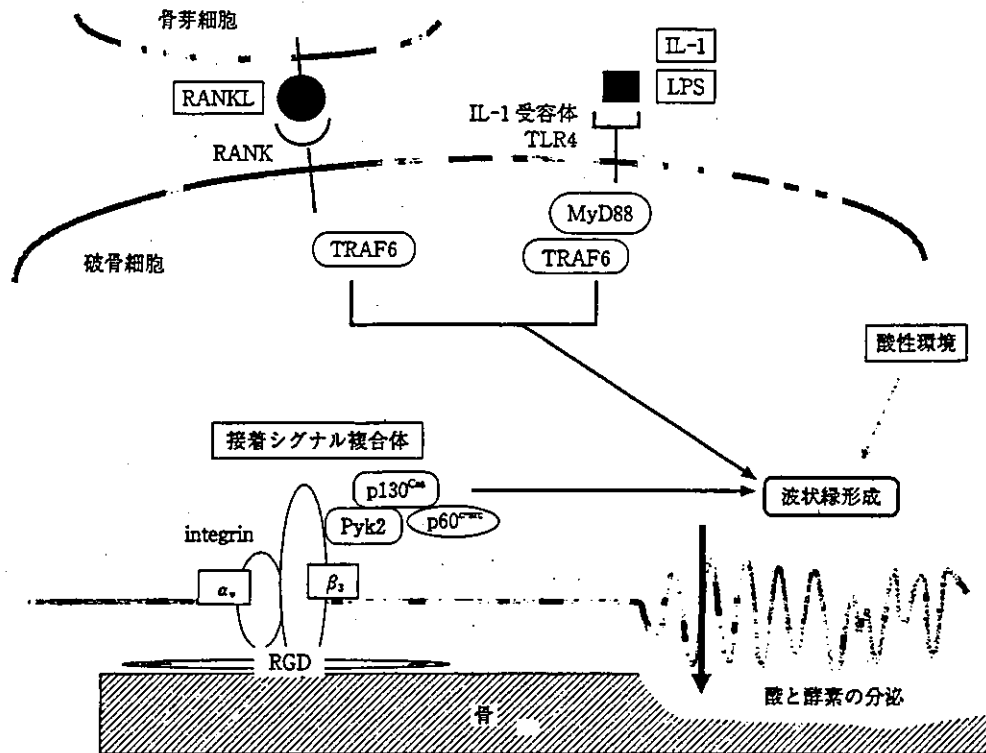 骨芽細胞
IL-1
RANKL
LPS
IL-1 受容体
TLR4
RANK
MyD88
TRAF6
TRAF6
破骨細胞
酸性環境
接着シグナル複合体
p130Cas
波状縁形成
Pyk2
p60c-src
integrin
αv
β3
RGD
酸と酵素の分泌
骨